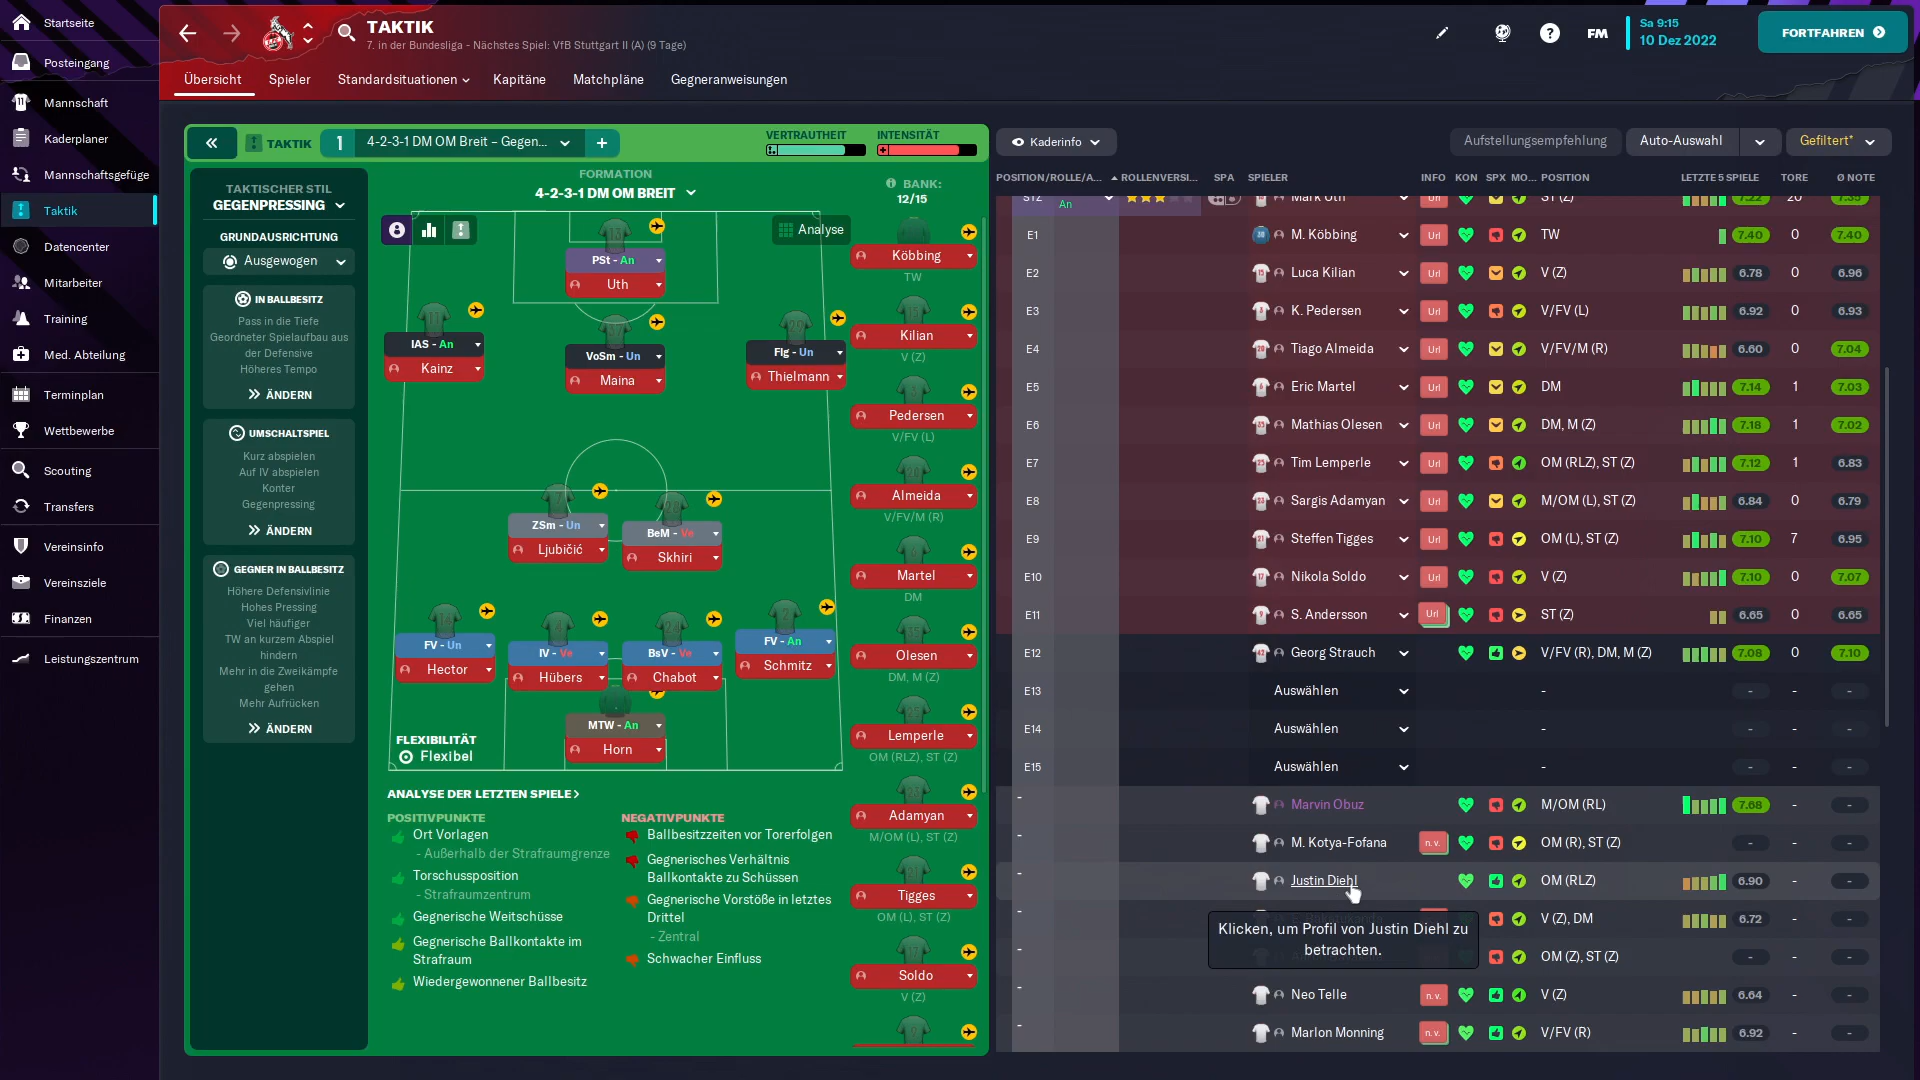 Startseite
Posteingang
Mannschaft
Kaderplaner
Mannschaftsgefüge
Taktik
Datencenter
Mitarbeiter
Training
Med. Abteilung
Terminplan
Wettbewerbe
Scouting
Transfers
Vereinsinfo
Vereinsziele
Finanzen
Leistungszentrum
TAKTIK
7. in der Bundesliga - Nächstes Spiel: VfB Stuttgart II (A) (9 Tage)
FM
Sa 9:15
10 Dez 2022
FORTFAHREN
Übersicht
Spieler
Standardsituationen
Kapitäne
Matchpläne
Gegneranweisungen
TAKTIK
1
4-2-3-1 DM OM Breit – Gegen...
VERTRAUTHEIT
INTENSITÄT
TAKTISCHER STIL
GEGENPRESSING
GRUNDAUSRICHTUNG
Ausgewogen
IN BALLBESITZ
Pass in die Tiefe
Geordneter Spielaufbau aus
der Defensive
Höheres Tempo
ÄNDERN
UMSCHALTSPIEL
Kurz abspielen
Auf IV abspielen
Konter
Gegenpressing
ÄNDERN
GEGNER IN BALLBESITZ
Höhere Defensivlinie
Hohes Pressing
Viel häufiger
TW an kurzem Abspiel
hindern
Mehr in die Zweikämpfe
gehen
Mehr Aufrücken
ÄNDERN
FORMATION
4-2-3-1 DM OM BREIT
BANK:
12/15
Analyse
PSt - An
Uth
IAS - An
Kainz
VoSm - Un
Maina
Flg - Un
Thielmann
ZSm - Un
Ljubičić
BeM - Ve
Skhiri
FV - Un
Hector
IV - Ve
Hübers
BsV - Ve
Chabot
FV - An
Schmitz
MTW - An
Horn
FLEXIBILITÄT
Flexibel
Köbbing
TW
Kilian
V (Z)
Pedersen
V/FV (L)
Almeida
V/FV/M (R)
Martel
DM
Olesen
DM, M (Z)
Lemperle
OM (RLZ), ST (Z)
Adamyan
M/OM (L), ST (Z)
Tigges
OM (L), ST (Z)
Soldo
V (Z)
ANALYSE DER LETZTEN SPIELE
POSITIVPUNKTE
Ort Vorlagen
- Außerhalb der Strafraumgrenze
Torschussposition
- Strafraumzentrum
Gegnerische Weitschüsse
Gegnerische Ballkontakte im
Strafraum
Wiedergewonnener Ballbesitz
NEGATIVPUNKTE
Ballbesitzzeiten vor Torerfolgen
Gegnerisches Verhältnis
Ballkontakte zu Schüssen
Gegnerische Vorstöße in letztes
Drittel
- Zentral
Schwacher Einfluss
Kaderinfo
Aufstellungsempfehlung
Auto-Auswahl
Gefiltert*
POSITION/ROLLE/A... ROLLENVERSI... SPA SPIELER INFO KON SPX MO... POSITION LETZTE 5 SPIELE TORE Ø NOTE
STZ An Mark Uth Url ST (Z) 7.22 20 7.35
E1 M. Köbbing Url TW 7.40 0 7.40
E2 Luca Kilian Url V (Z) 6.78 0 6.96
E3 K. Pedersen Url V/FV (L) 6.92 0 6.93
E4 Tiago Almeida Url V/FV/M (R) 6.60 0 7.04
E5 Eric Martel Url DM 7.14 1 7.03
E6 Mathias Olesen Url DM, M (Z) 7.18 1 7.02
E7 Tim Lemperle Url OM (RLZ), ST (Z) 7.12 1 6.83
E8 Sargis Adamyan Url M/OM (L), ST (Z) 6.84 0 6.79
E9 Steffen Tigges Url OM (L), ST (Z) 7.10 7 6.95
E10 Nikola Soldo Url V (Z) 7.10 0 7.07
E11 S. Andersson Url ST (Z) 6.65 0 6.65
E12 Georg Strauch V/FV (R), DM, M (Z) 7.08 0 7.10
E13 Auswählen - - - -
E14 Auswählen - - - -
E15 Auswählen - - - -
- Marvin Obuz M/OM (RL) 7.68 - -
- M. Kotya-Fofana n. v. OM (R), ST (Z) - - -
- Justin Diehl OM (RLZ) 6.90 - -
- V (Z), DM 6.72 - -
Klicken, um Profil von Justin Diehl zu
betrachten.
- OM (Z), ST (Z) - - -
- Neo Telle n. v. V (Z) 6.64 - -
- Marlon Monning n. v. V/FV (R) 6.92 - -